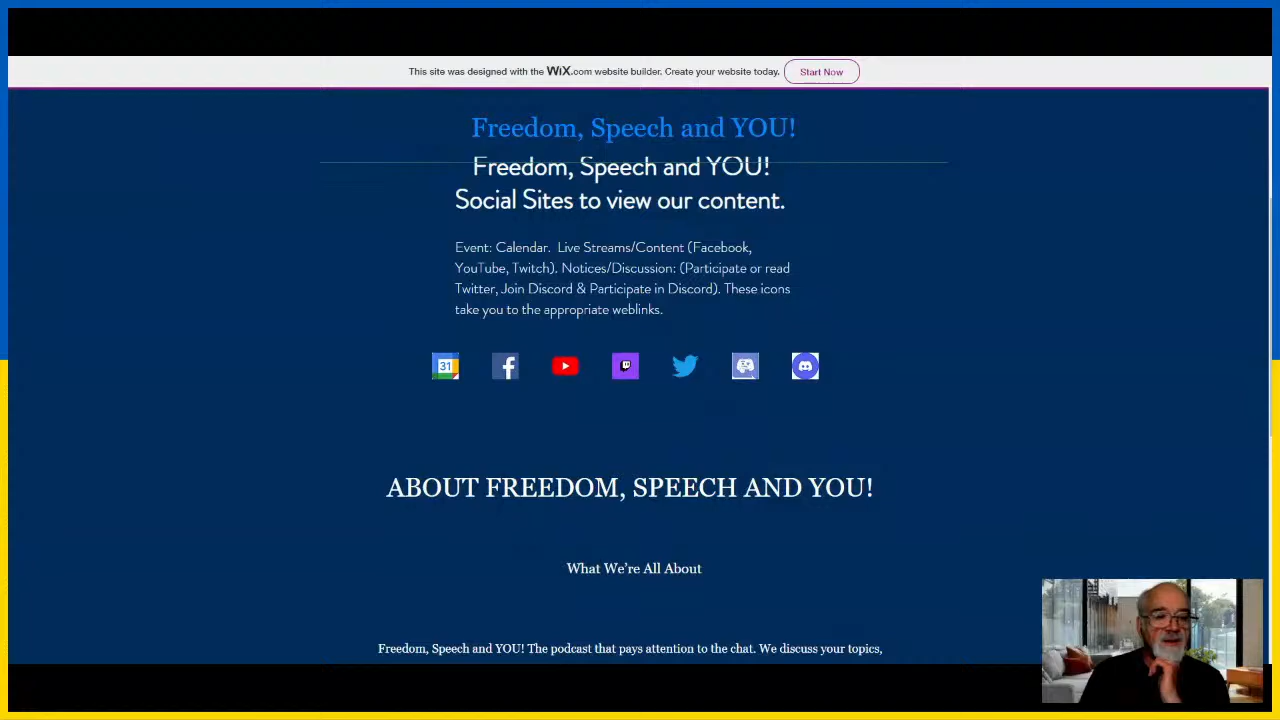 This site was designed with the WiX.com website builder. Create your website today. Start Now
Freedom, Speech and YOU!
Freedom, Speech and YOU!
Social Sites to view our content.
Event: Calendar.  Live Streams/Content (Facebook,
YouTube, Twitch). Notices/Discussion: (Participate or read
Twitter, Join Discord & Participate in Discord). These icons
take you to the appropriate weblinks.
31
ABOUT FREEDOM, SPEECH AND YOU!
What We're All About
Freedom, Speech and YOU! The podcast that pays attention to the chat. We discuss your topics,